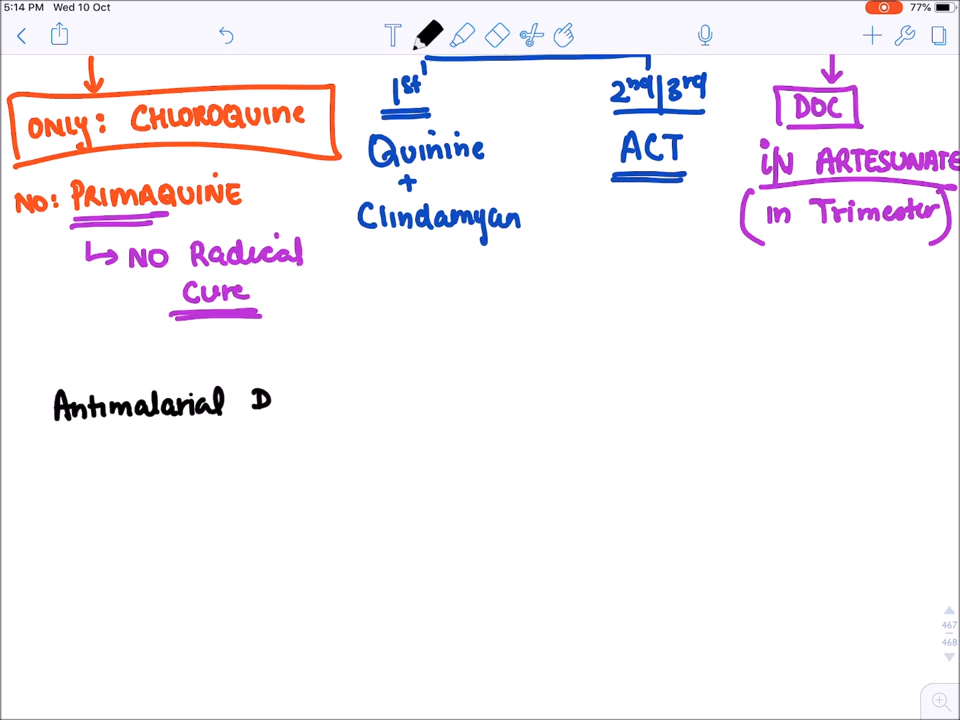 5:14 PM Wed 10 Oct
77%
T
1st
2nd|3rd
DOC
ONLY: CHLOROQUINE
Quinine
+
Clindamycin
ACT
i/v ARTESUNATE
(in Trimester)
NO: PRIMAQUINE
↳ NO Radical
Cure
Antimalarial D
467
468